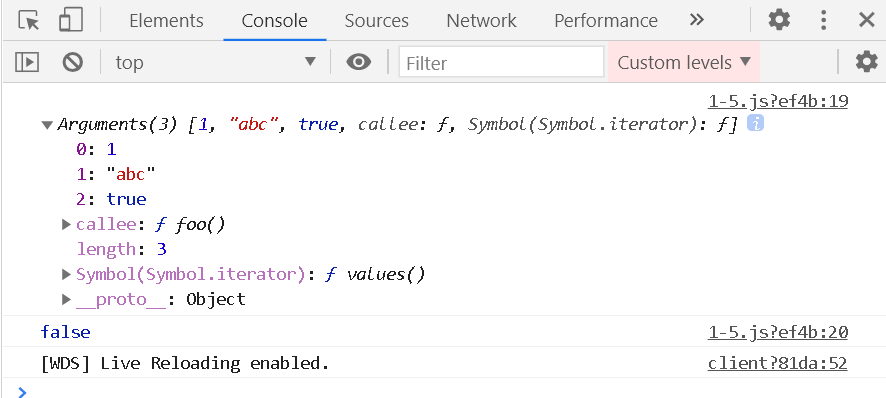 Elements Console Sources Network Performance »
top Filter Custom levels
1-5.js?ef4b:19
Arguments(3) [1, "abc", true, callee: ƒ, Symbol(Symbol.iterator): ƒ] i
0: 1
1: "abc"
2: true
callee: ƒ foo()
length: 3
Symbol(Symbol.iterator): ƒ values()
__proto__: Object
false 1-5.js?ef4b:20
[WDS] Live Reloading enabled. client?81da:52